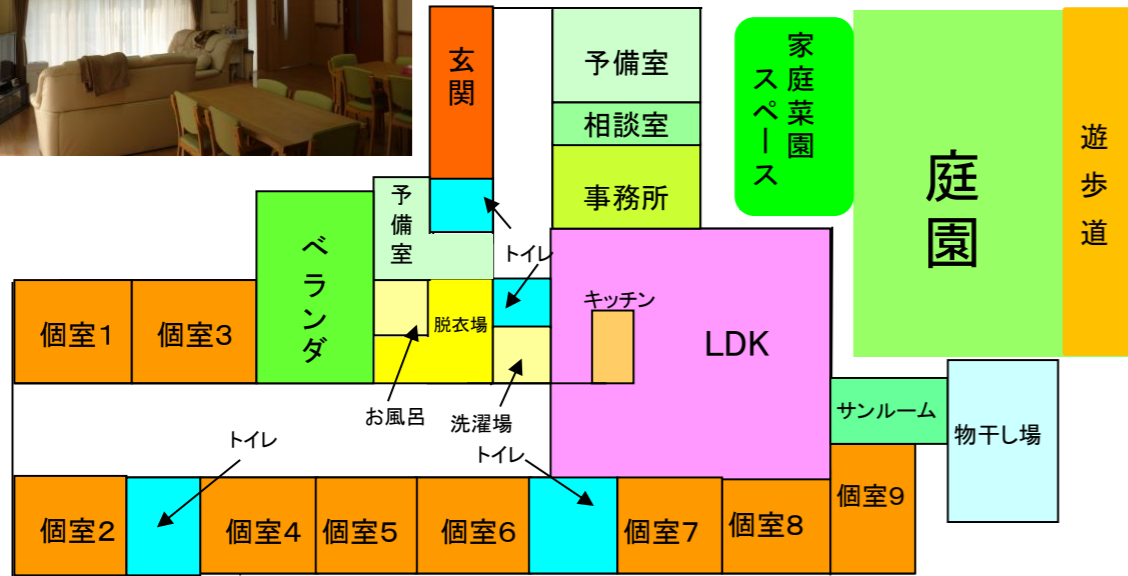 玄関
予備室
家庭菜園
スペース
相談室
遊歩道
庭園
事務所
予備室
トイレ
ベランダ
キッチン
個室1
個室3
脱衣場
LDK
サンルーム
お風呂
洗濯場
物干し場
トイレ
トイレ
個室9
個室2
個室4
個室5
個室6
個室7
個室8